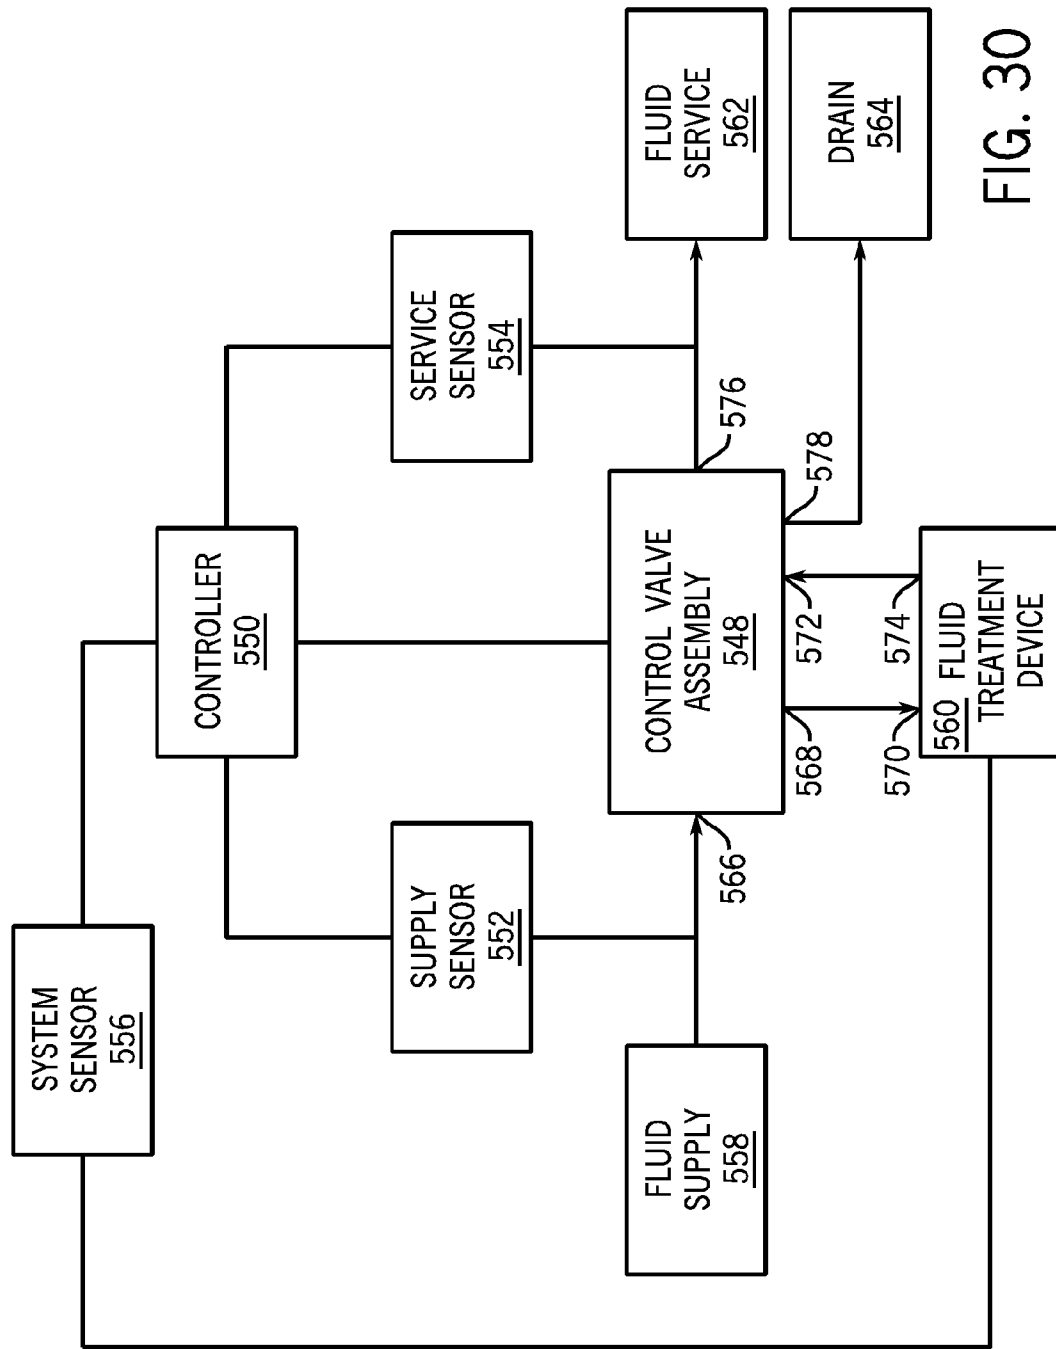 SYSTEM
SENSOR
556
CONTROLLER
550
SUPPLY
SENSOR
552
SERVICE
SENSOR
554
FLUID
SUPPLY
558
CONTROL VALVE
ASSEMBLY
548
FLUID
SERVICE
562
DRAIN
564
566
576
568
572
578
570
574
560 FLUID
TREATMENT
DEVICE
FIG. 30